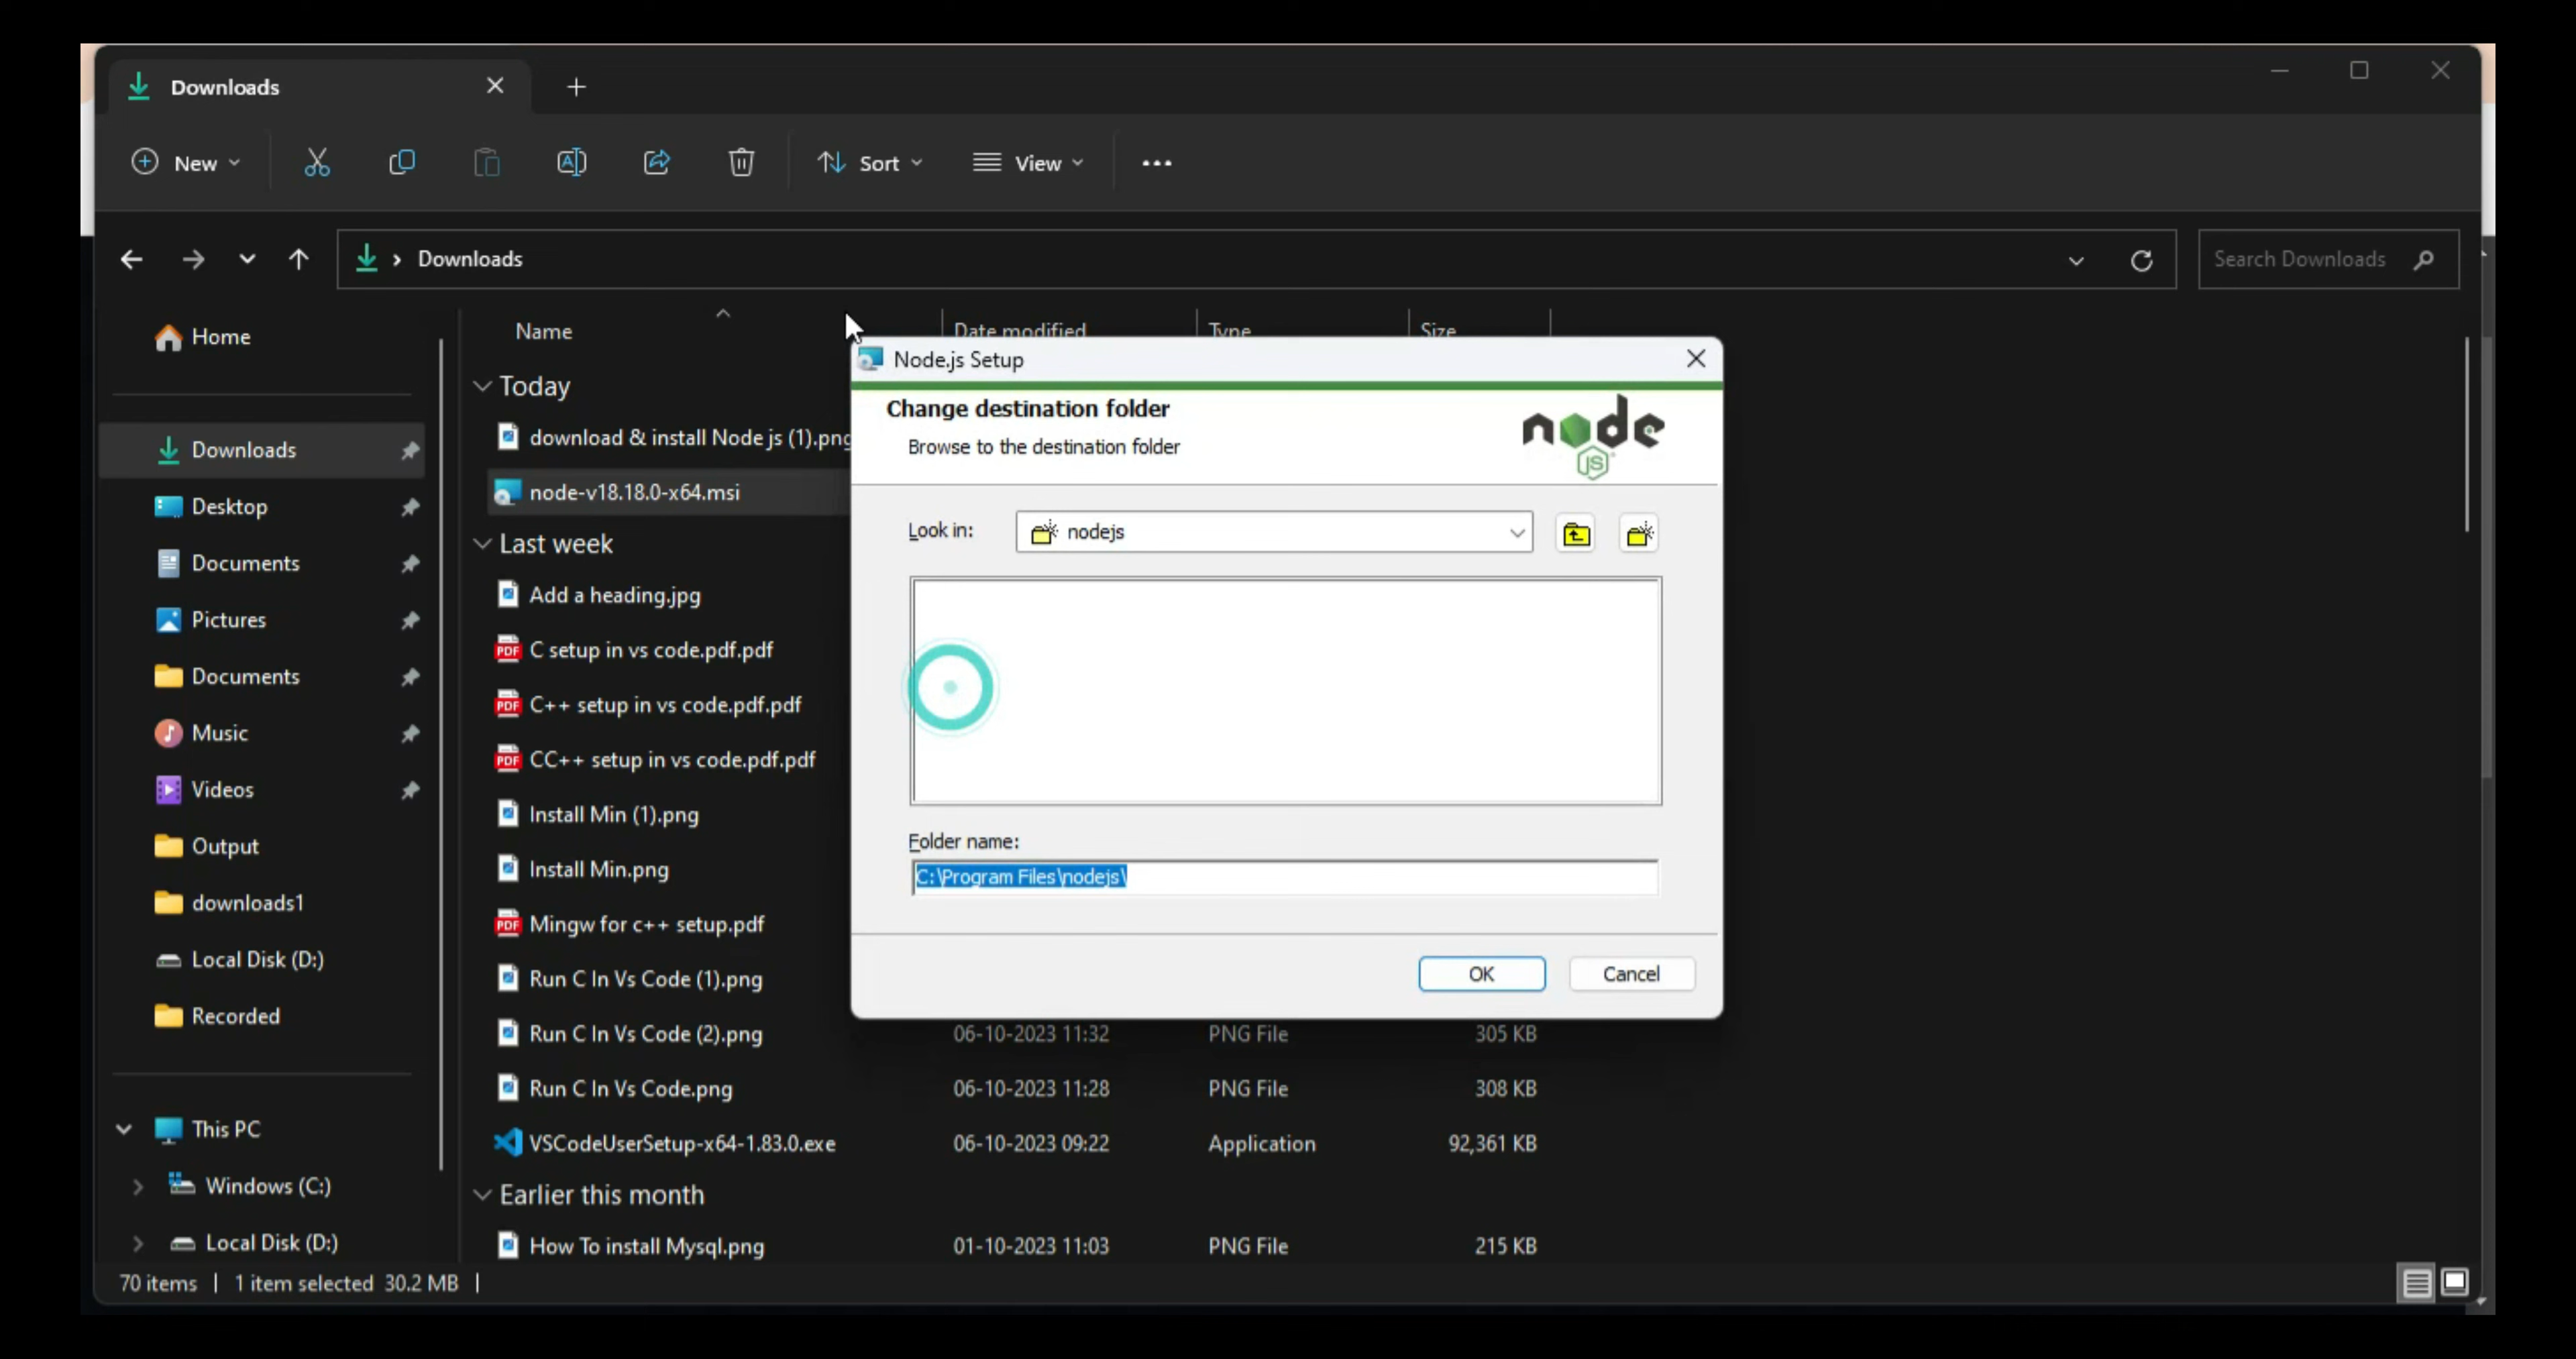 Downloads
New
Sort
View
Downloads
Search Downloads
Home
Downloads
Desktop
Documents
Pictures
Documents
Music
Videos
Output
downloads1
Local Disk (D:)
Recorded
This PC
Windows (C:)
Local Disk (D:)
Name Date modified Type Size
Today
download & install Node js (1).png
node-v18.18.0-x64.msi
Last week
Add a heading.jpg
PDF C setup in vs code.pdf.pdf
PDF C++ setup in vs code.pdf.pdf
PDF CC++ setup in vs code.pdf.pdf
Install Min (1).png
Install Min.png
PDF Mingw for c++ setup.pdf
Run C In Vs Code (1).png
Run C In Vs Code (2).png 06-10-2023 11:32 PNG File 305 KB
Run C In Vs Code.png 06-10-2023 11:28 PNG File 308 KB
VSCodeUserSetup-x64-1.83.0.exe 06-10-2023 09:22 Application 92,361 KB
Earlier this month
How To install Mysql.png 01-10-2023 11:03 PNG File 215 KB
Node.js Setup
Change destination folder
Browse to the destination folder
node
JS
Look in: nodejs
Folder name:
C:\Program Files\nodejs\
OK Cancel
70 items | 1 item selected 30.2 MB |